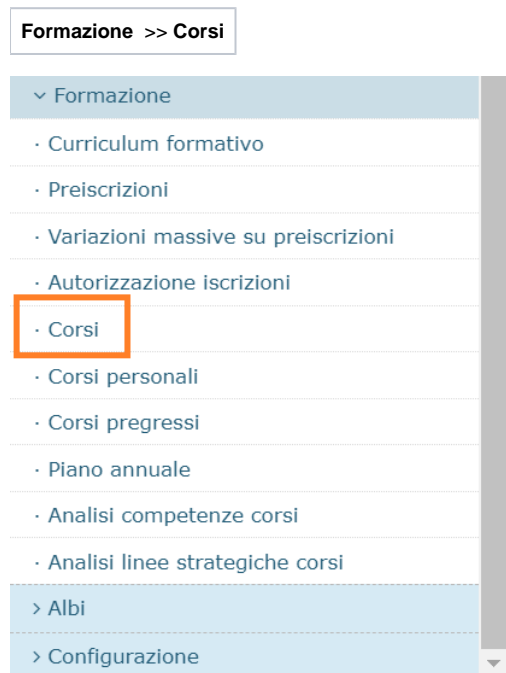 Formazione >> Corsi
Formazione
· Curriculum formativo
· Preiscrizioni
· Variazioni massive su preiscrizioni
· Autorizzazione iscrizioni
· Corsi
· Corsi personali
· Corsi pregressi
· Piano annuale
· Analisi competenze corsi
· Analisi linee strategiche corsi
> Albi
> Configurazione